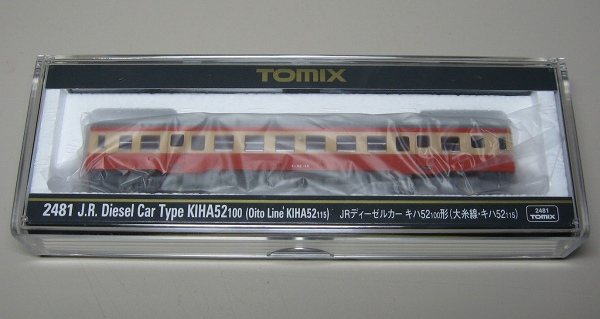 TOMIX
2481 J.R. Diesel Car Type KIHA52100 (Oito Line KIHA52115) JRディーゼルカー キハ52100形(大糸線・キハ52115)
2481
TOMIX